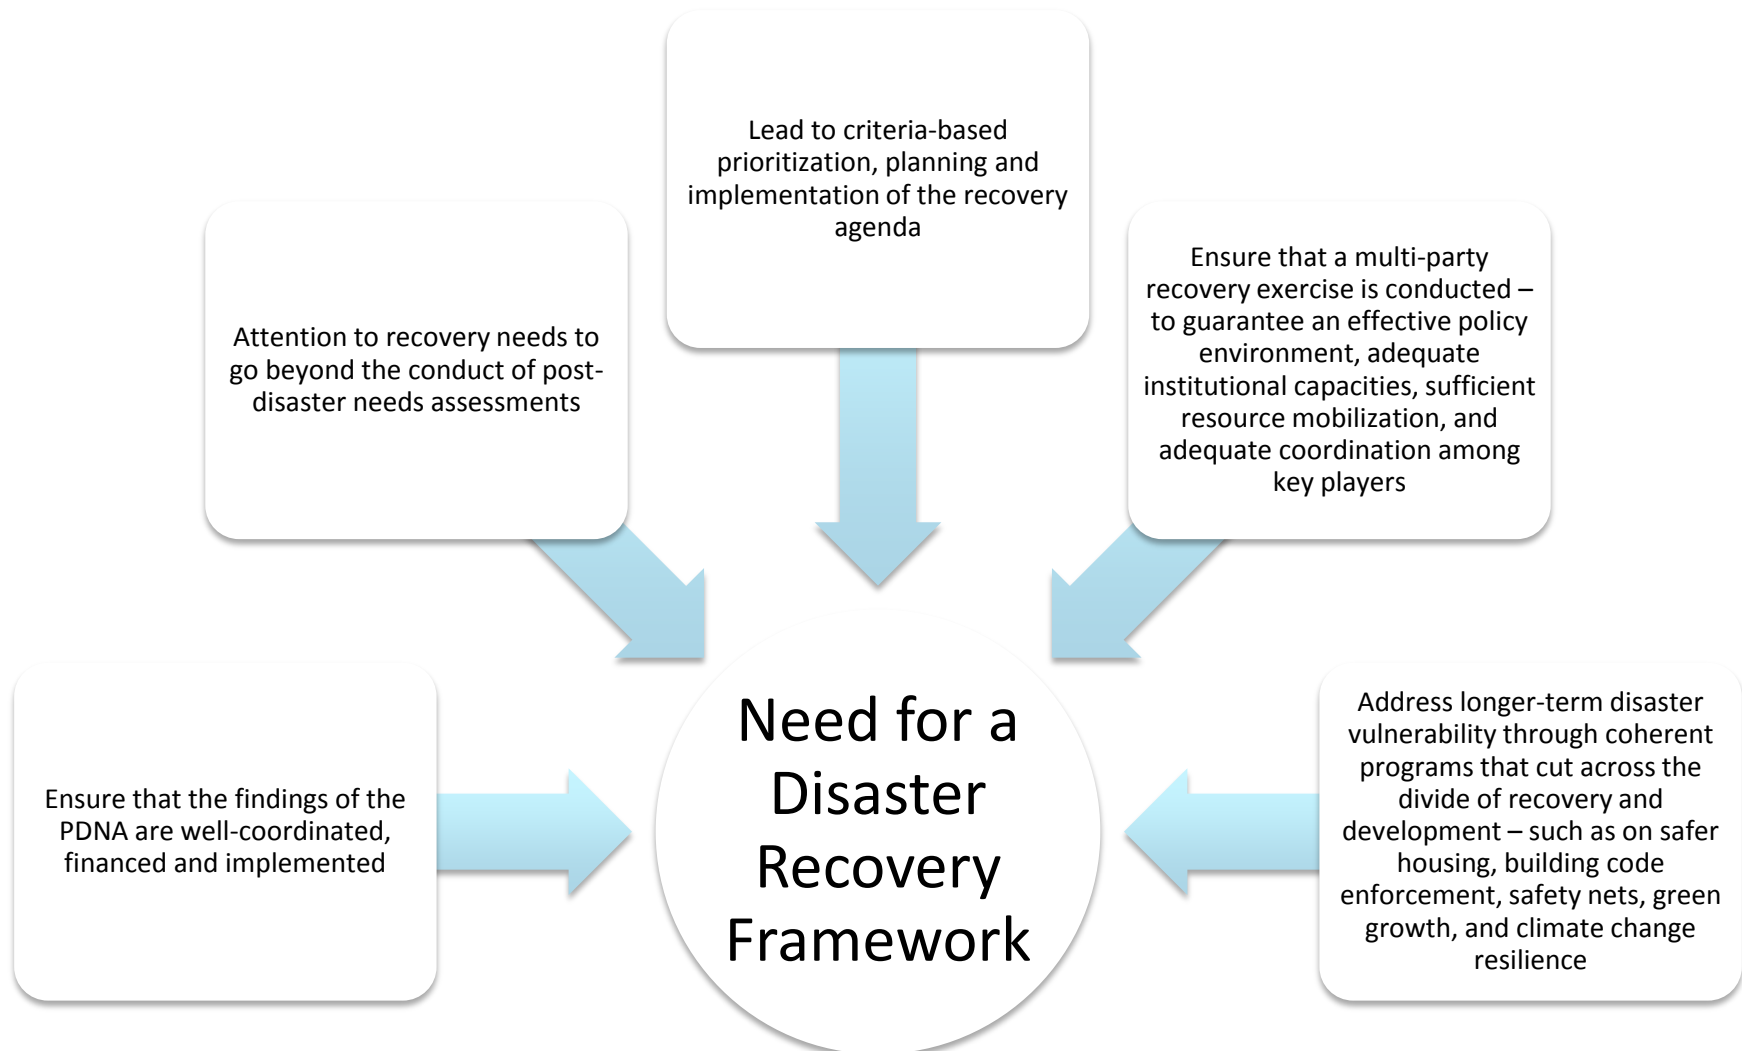 Lead to criteria-based
prioritization, planning and
implementation of the recovery
agenda
Attention to recovery needs to
go beyond the conduct of post-
disaster needs assessments
Ensure that a multi-party
recovery exercise is conducted –
to guarantee an effective policy
environment, adequate
institutional capacities, sufficient
resource mobilization, and
adequate coordination among
key players
Ensure that the findings of the
PDNA are well-coordinated,
financed and implemented
Need for a
Disaster
Recovery
Framework
Address longer-term disaster
vulnerability through coherent
programs that cut across the
divide of recovery and
development – such as on safer
housing, building code
enforcement, safety nets, green
growth, and climate change
resilience